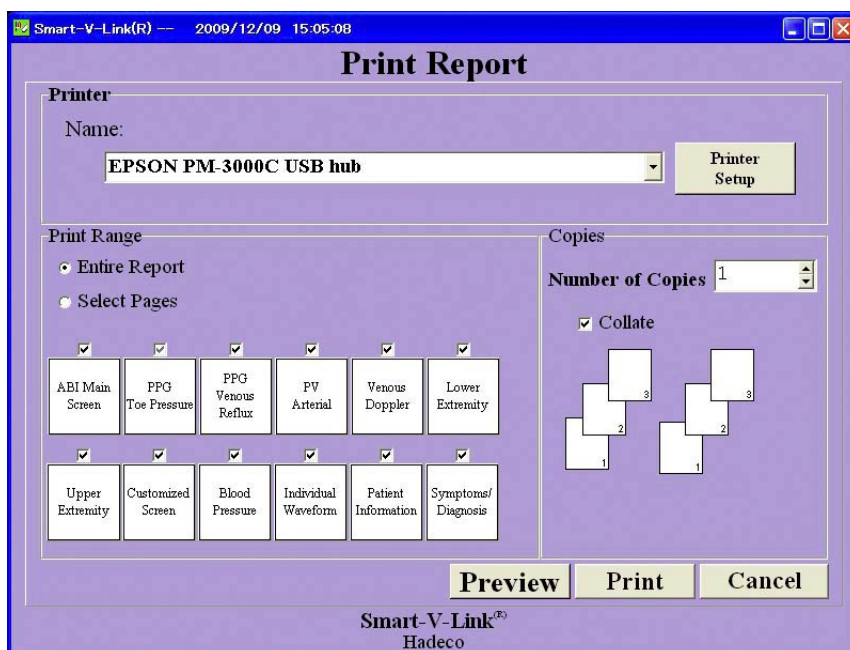 Smart-V-Link(R) -- 2009/12/09 15:05:08
Print Report
Printer
Name:
EPSON PM-3000C USB hub
Printer
Setup
Print Range
Entire Report
Select Pages
ABI Main
Screen
PPG
Toe Pressure
PPG
Venous
Reflux
PV
Arterial
Venous
Doppler
Lower
Extremity
Upper
Extremity
Customized
Screen
Blood
Pressure
Individual
Waveform
Patient
Information
Symptoms/
Diagnosis
Copies
Number of Copies 1
Collate
3
2
1
3
2
1
Preview
Print
Cancel
Smart-V-Link(R)
Hadeco